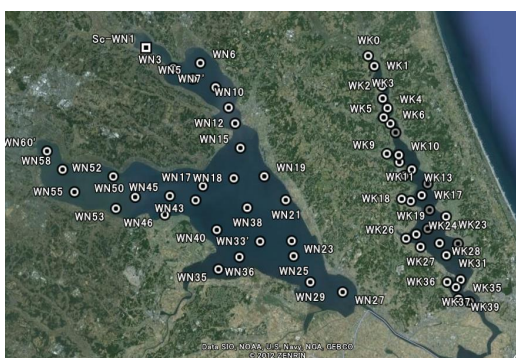 Sc-WN1
WN3
WN5
WN6
WN7'
WN10
WN12
WN15
WN60'
WN58
WN52
WN55
WN50
WN45
WN53
WN46
WN43
WN17
WN18
WN19
WN21
WN38
WN40
WN33'
WN23
WN35
WN36
WN25
WN29
WN27
WK0
WK1
WK2
WK3
WK4
WK5
WK6
WK9
WK10
WK11
WK13
WK17
WK18
WK19
WK23
WK24
WK26
WK28
WK27
WK31
WK36
WK35
WK37
WK39
Data SIO, NOAA, U.S. Navy, NGA, GEBCO
© 2012 ZENRIN